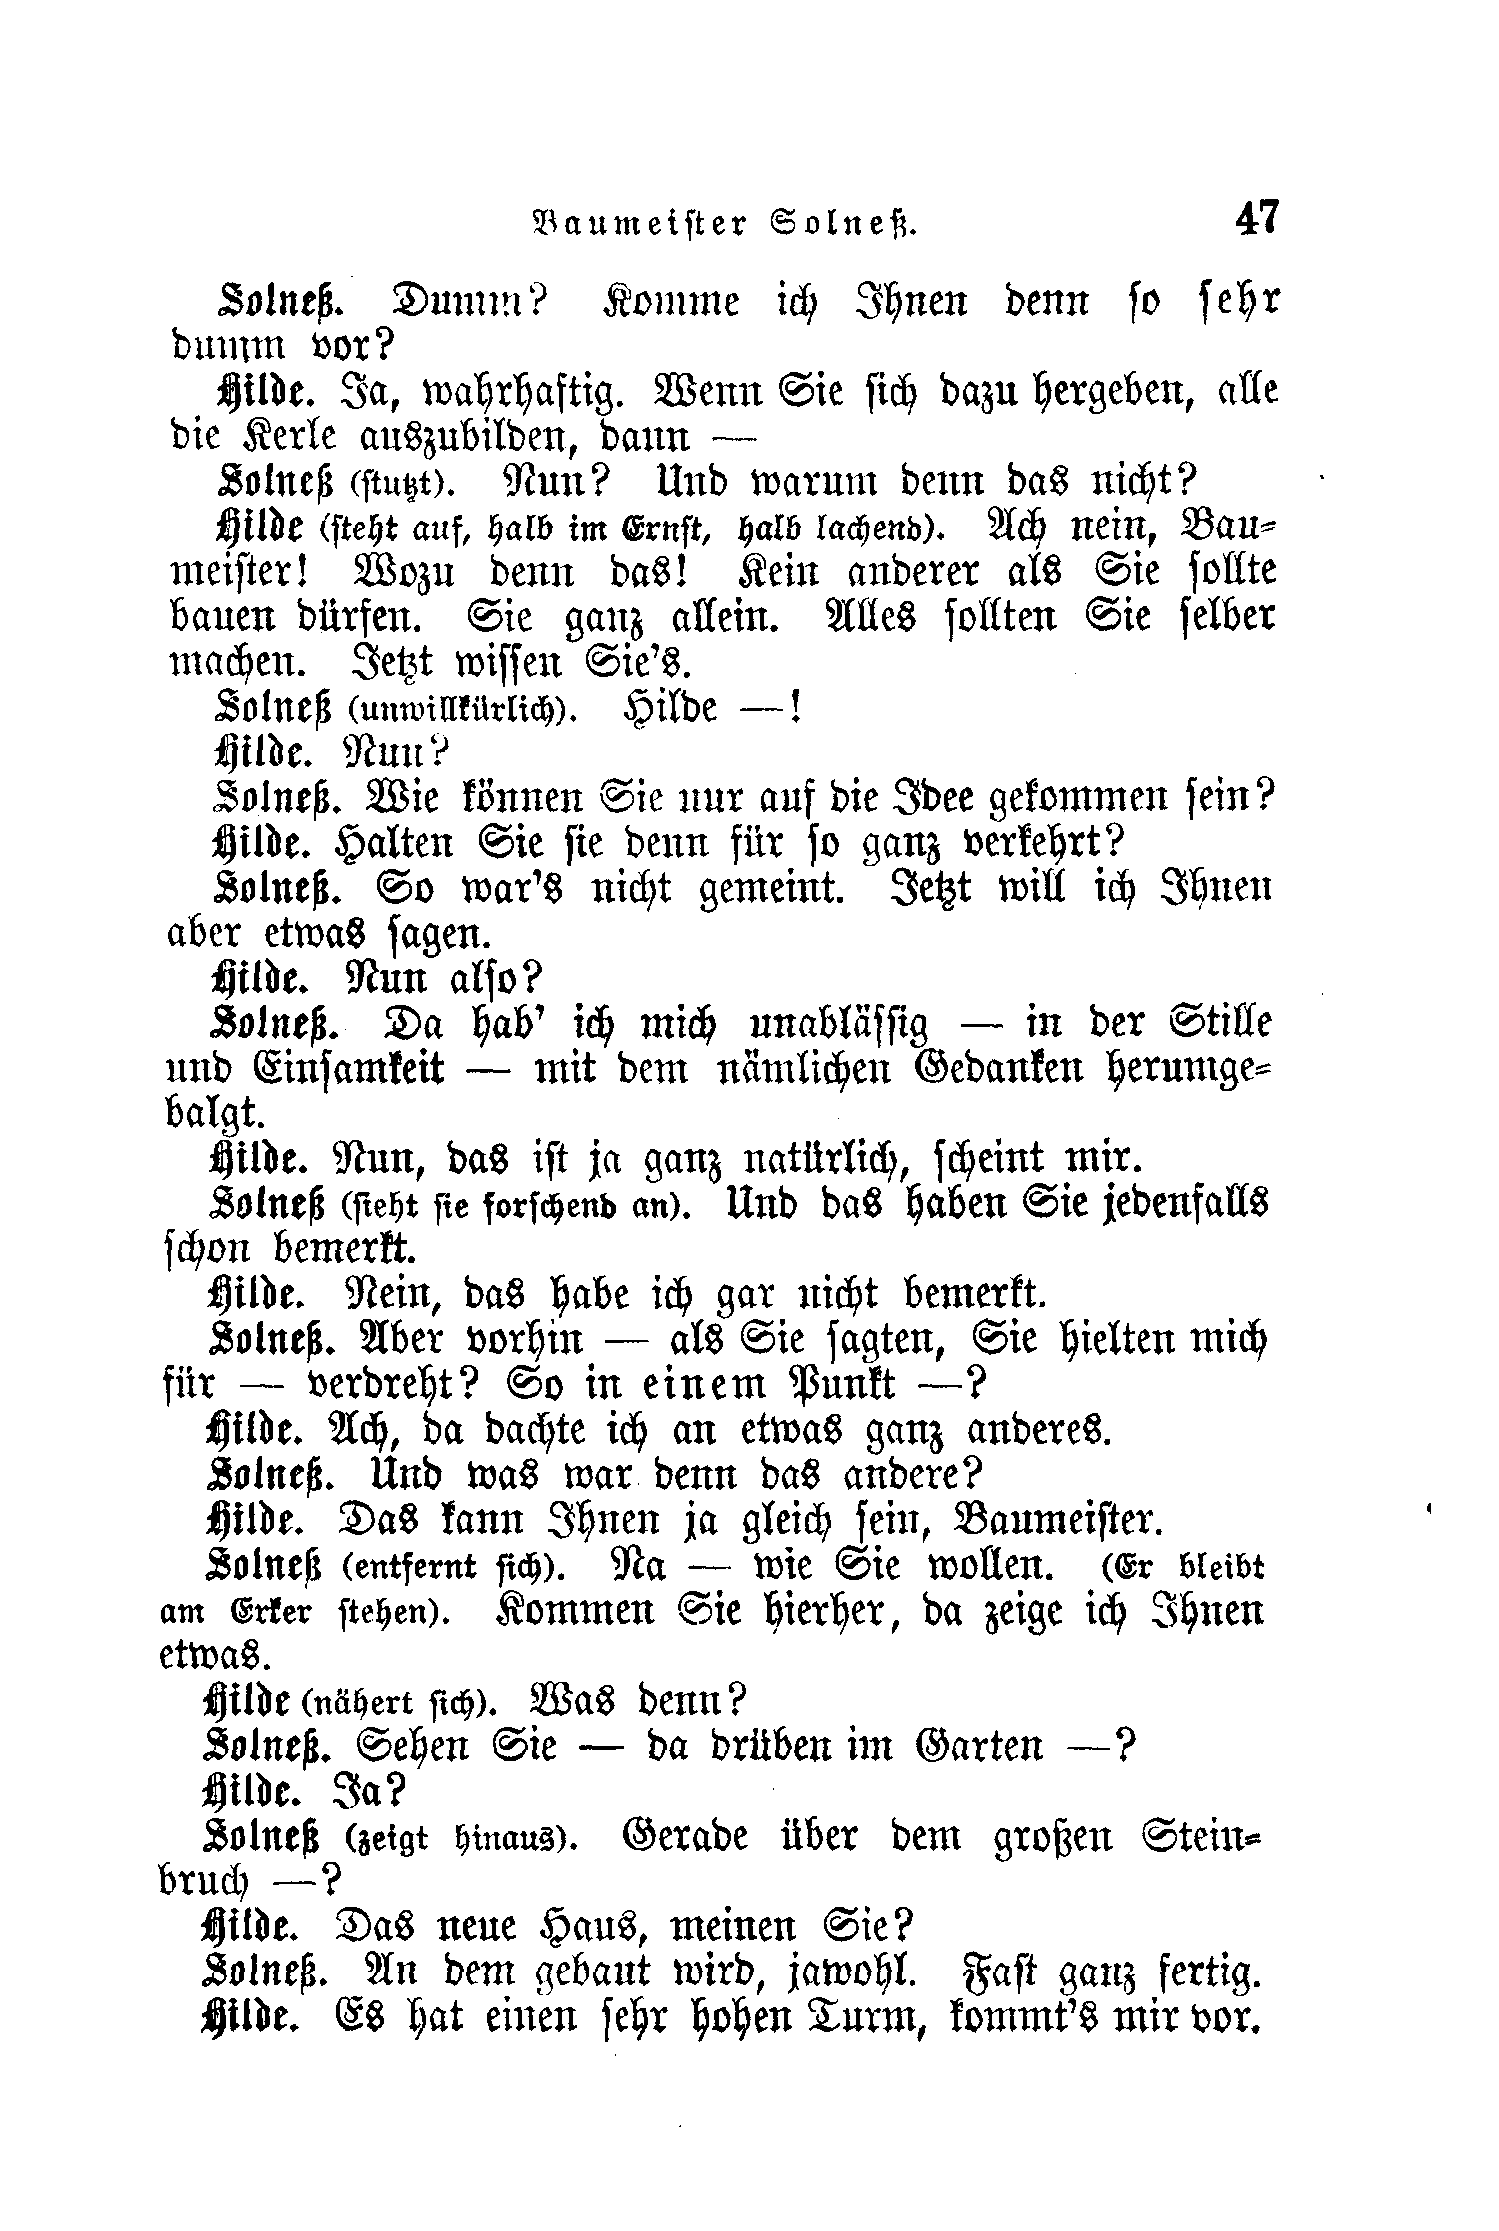 Baumeister Solneß. 47
Solneß. Dumm? Komme ich Ihnen denn so sehr
dumm vor?
Hilde. Ja, wahrhaftig. Wenn Sie sich dazu hergeben, alle
die Kerle auszubilden, dann —
Solneß (stutzt). Nun? Und warum denn das nicht?
Hilde (steht auf, halb im Ernst, halb lachend). Ach nein, Bau⸗
meister! Wozu denn das! Kein anderer als Sie sollte
bauen dürfen. Sie ganz allein. Alles sollten Sie selber
machen. Jetzt wissen Sie's.
Solneß (unwillkürlich). Hilde —!
Hilde. Nun?
Solneß. Wie können Sie nur auf die Idee gekommen sein?
Hilde. Halten Sie sie denn für so ganz verkehrt?
Solneß. So war's nicht gemeint. Jetzt will ich Ihnen
aber etwas sagen.
Hilde. Nun also?
Solneß. Da hab' ich mich unablässig — in der Stille
und Einsamkeit — mit dem nämlichen Gedanken herumge⸗
balgt.
Hilde. Nun, das ist ja ganz natürlich, scheint mir.
Solneß (sieht sie forschend an). Und das haben Sie jedenfalls
schon bemerkt.
Hilde. Nein, das habe ich gar nicht bemerkt.
Solneß. Aber vorhin — als Sie sagten, Sie hielten mich
für — verdreht? So in einem Punkt —?
Hilde. Ach, da dachte ich an etwas ganz anderes.
Solneß. Und was war denn das andere?
Hilde. Das kann Ihnen ja gleich sein, Baumeister.
Solneß (entfernt sich). Na — wie Sie wollen. (Er bleibt
am Erker stehen). Kommen Sie hierher, da zeige ich Ihnen
etwas.
Hilde (nähert sich). Was denn?
Solneß. Sehen Sie — da drüben im Garten —?
Hilde. Ja?
Solneß (zeigt hinaus). Gerade über dem großen Stein⸗
bruch —?
Hilde. Das neue Haus, meinen Sie?
Solneß. An dem gebaut wird, jawohl. Fast ganz fertig.
Hilde. Es hat einen sehr hohen Turm, kommt's mir vor.